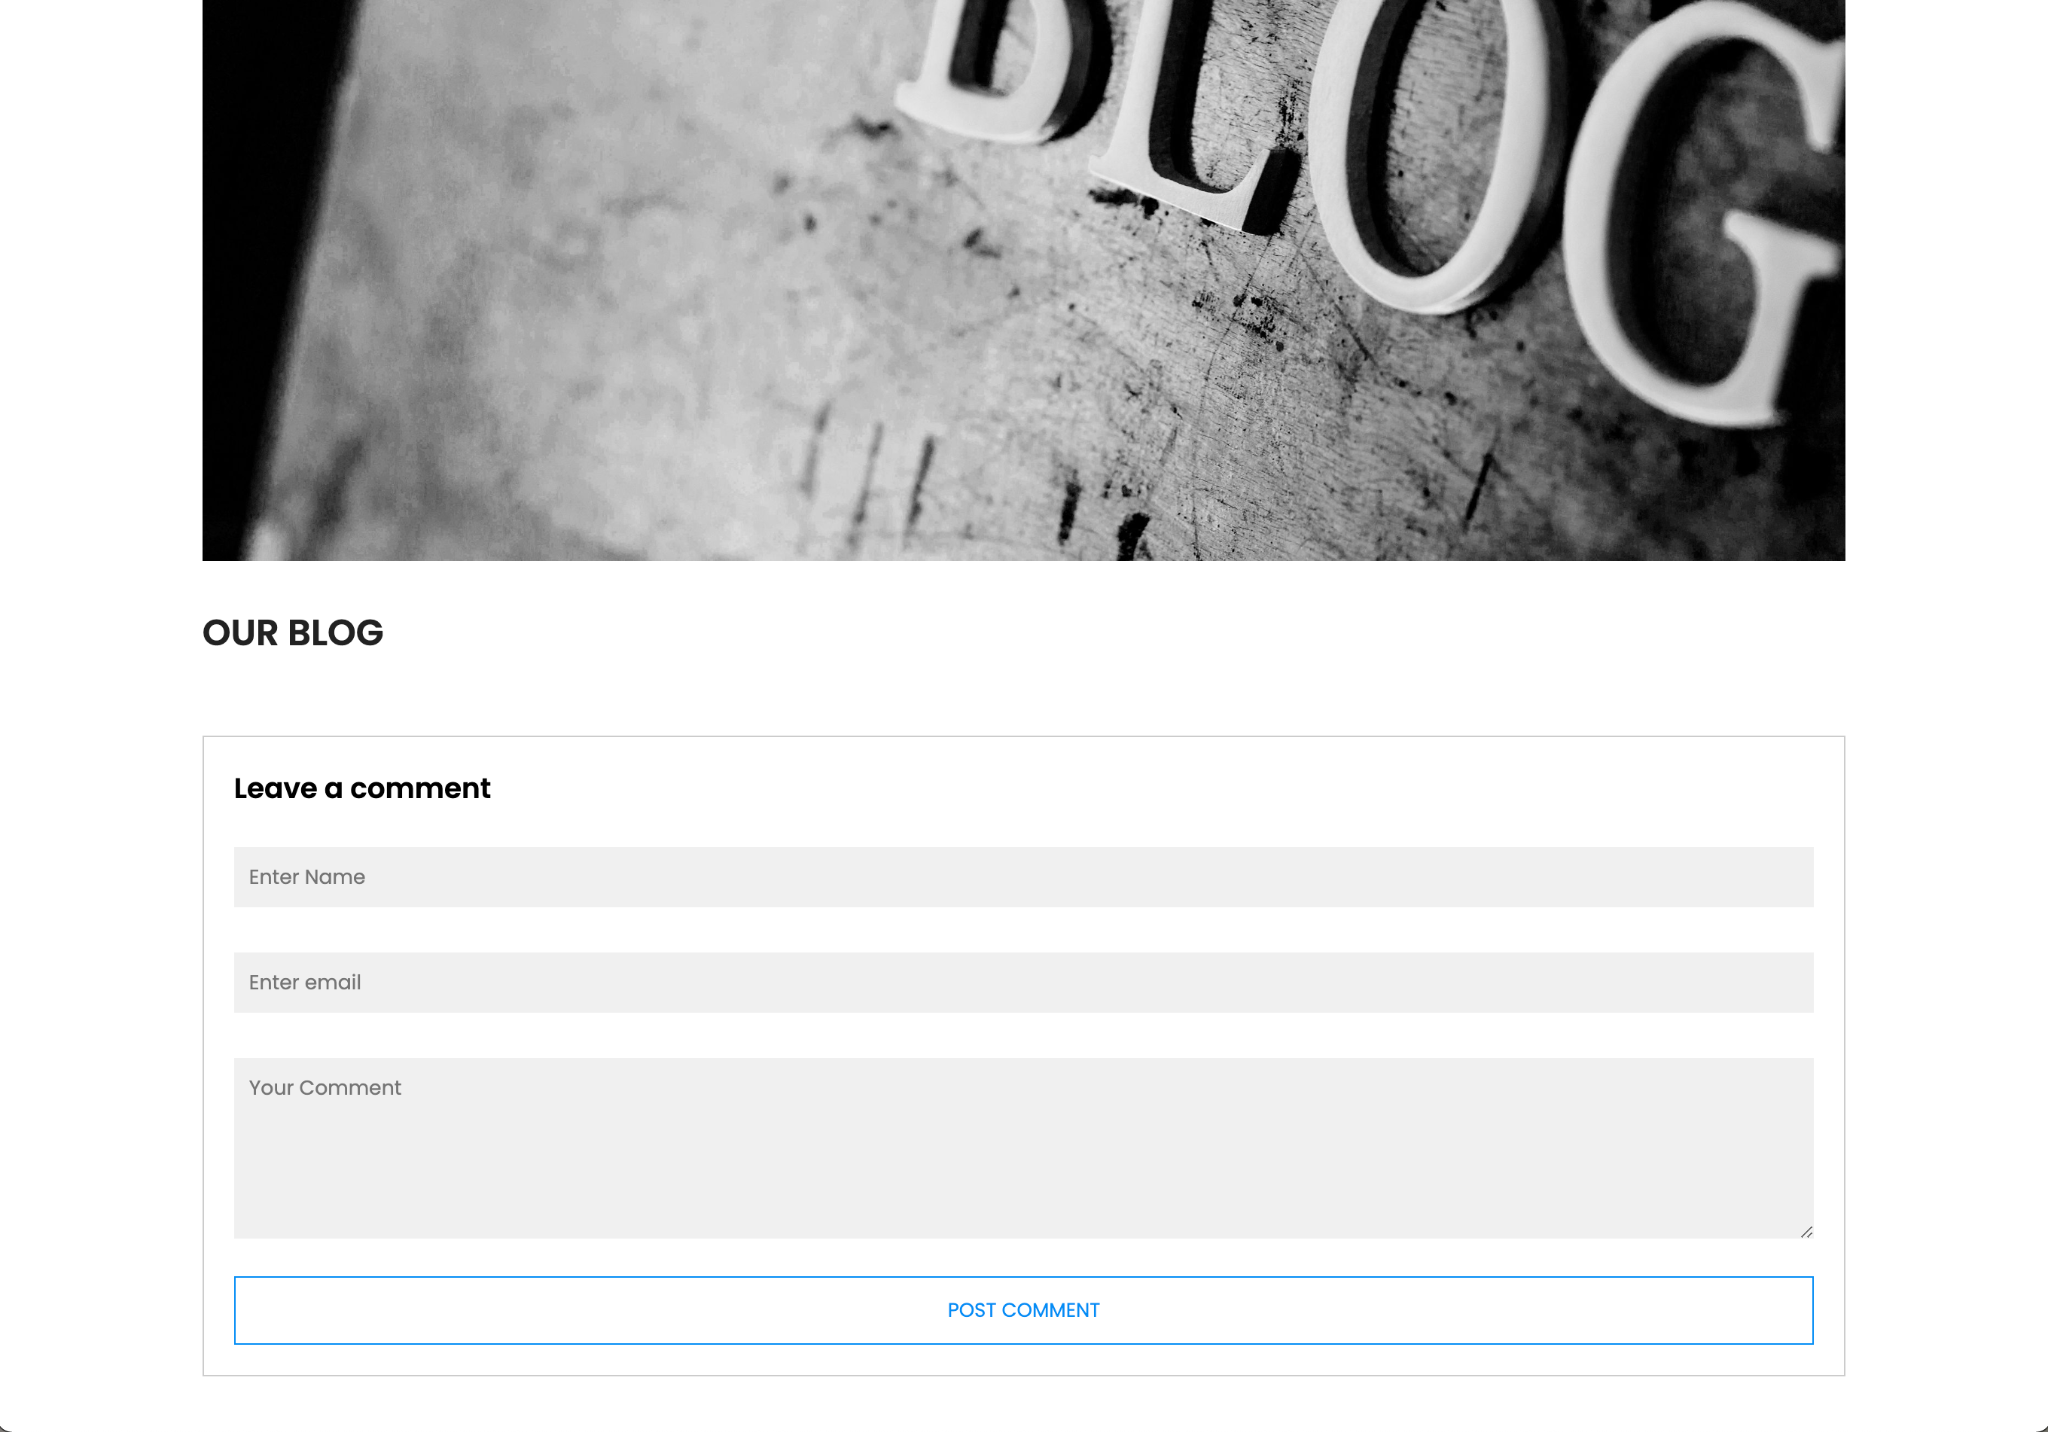 BLOG
OUR BLOG
Leave a comment
Enter Name
Enter email
Your Comment
POST COMMENT